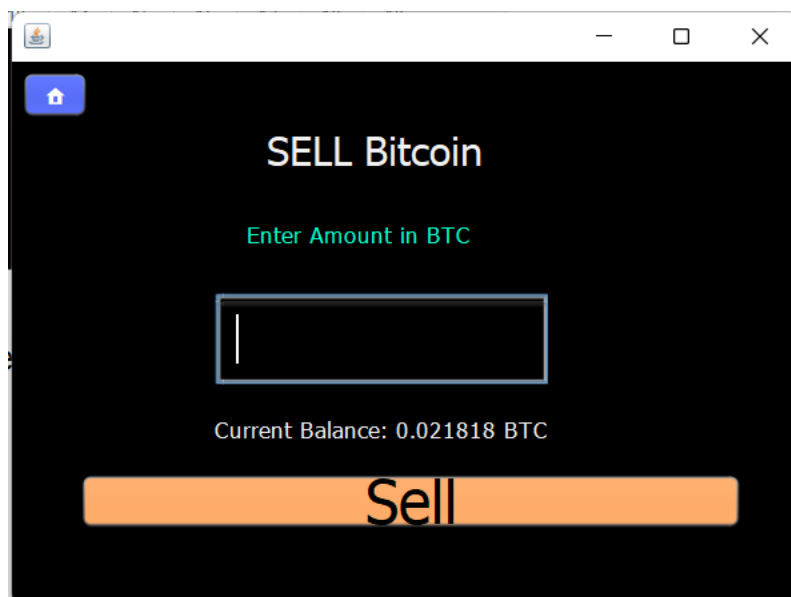 SELL Bitcoin
Enter Amount in BTC
Current Balance: 0.021818 BTC
Sell